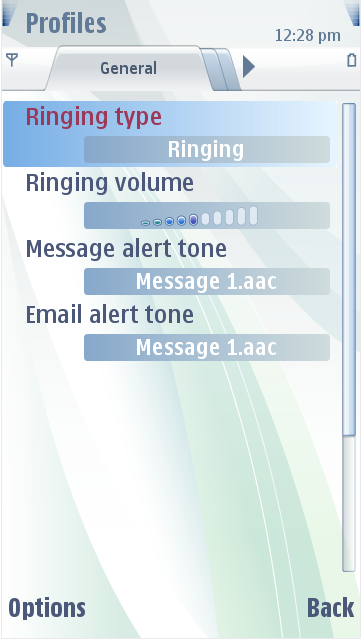 Profiles
12:28 pm
General
Ringing type
Ringing
Ringing volume
Message alert tone
Message 1.aac
Email alert tone
Message 1.aac
Options
Back